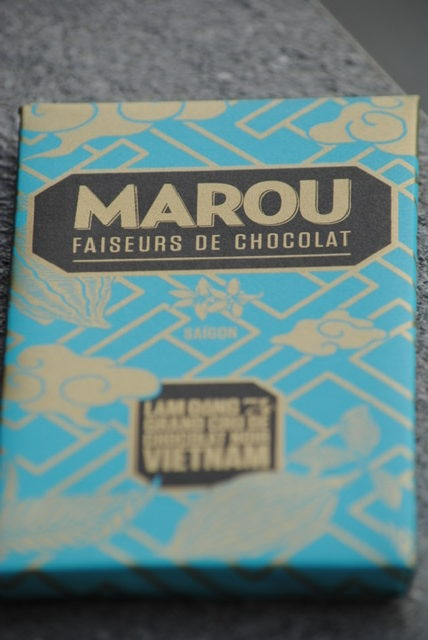 MAROU
FAISEURS DE CHOCOLAT
SAIGON
LAM DONG
GRAND CRU DE
CHOCOLAT NOIR
VIETNAM